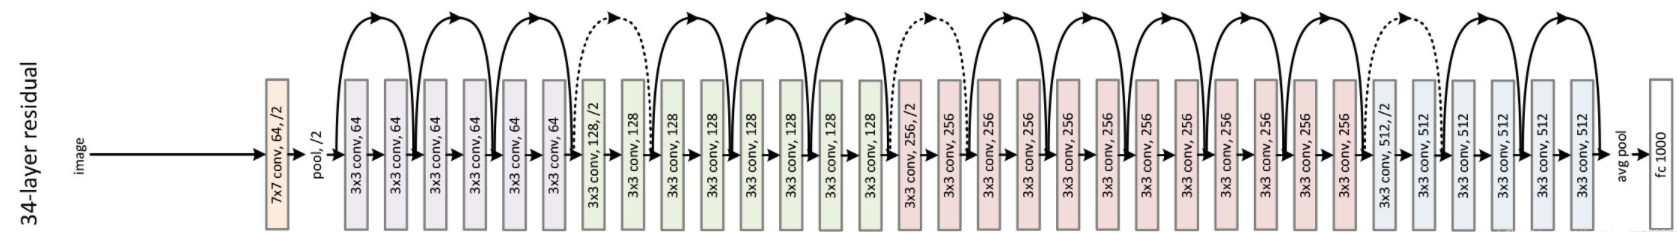 34-layer residual
image
7x7 conv, 64, /2
pool, /2
3x3 conv, 64
3x3 conv, 64
3x3 conv, 64
3x3 conv, 64
3x3 conv, 64
3x3 conv, 64
3x3 conv, 128, /2
3x3 conv, 128
3x3 conv, 128
3x3 conv, 128
3x3 conv, 128
3x3 conv, 128
3x3 conv, 128
3x3 conv, 128
3x3 conv, 256, /2
3x3 conv, 256
3x3 conv, 256
3x3 conv, 256
3x3 conv, 256
3x3 conv, 256
3x3 conv, 256
3x3 conv, 256
3x3 conv, 256
3x3 conv, 256
3x3 conv, 256
3x3 conv, 256
3x3 conv, 512, /2
3x3 conv, 512
3x3 conv, 512
3x3 conv, 512
3x3 conv, 512
3x3 conv, 512
avg pool
fc 1000